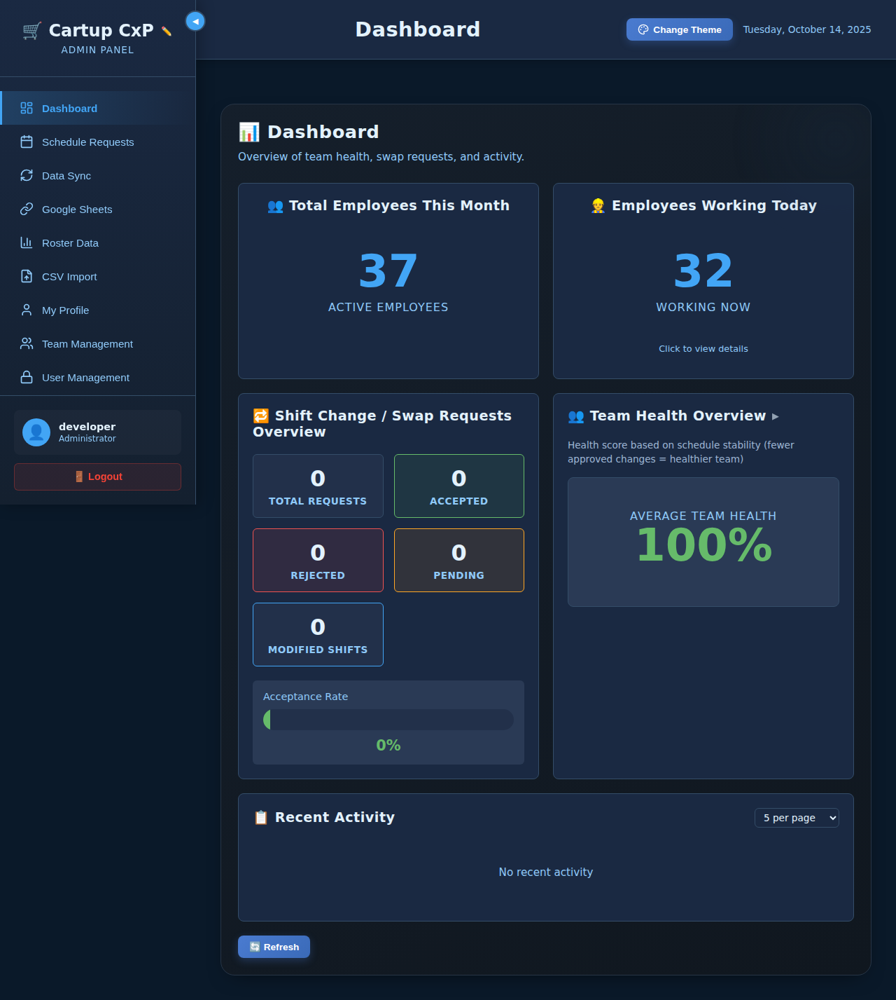 🛒 Cartup CxP ✏️
ADMIN PANEL
◀
Dashboard
Schedule Requests
Data Sync
Google Sheets
Roster Data
CSV Import
My Profile
Team Management
User Management
👤
developer
Administrator
🚪 Logout
Dashboard
Change Theme
Tuesday, October 14, 2025
📊 Dashboard
Overview of team health, swap requests, and activity.
👥 Total Employees This Month
37
ACTIVE EMPLOYEES
👷 Employees Working Today
32
WORKING NOW
Click to view details
🔁 Shift Change / Swap Requests
Overview
0
TOTAL REQUESTS
0
ACCEPTED
0
REJECTED
0
PENDING
0
MODIFIED SHIFTS
Acceptance Rate
0%
👥 Team Health Overview ▶
Health score based on schedule stability (fewer
approved changes = healthier team)
AVERAGE TEAM HEALTH
100%
📋 Recent Activity
5 per page
No recent activity
🔄 Refresh